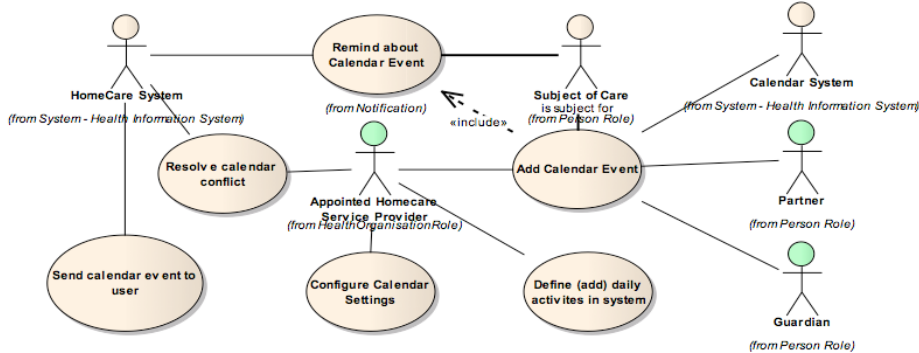 Remind about
Calendar Event
HomeCare System
(from System - Health Information System)
(from Notification)
Subject of Care
is subject for
(from Person Role)
Calendar System
(from System - Health Information System)
«include»
Resolve calendar
conflict
Add Calendar Event
Appointed Homecare
Service Provider
(from HealthOrganisationRole)
Partner
(from Person Role)
Send calendar event to
user
Configure Calendar
Settings
Define (add) daily
activites in system
Guardian
(from Person Role)